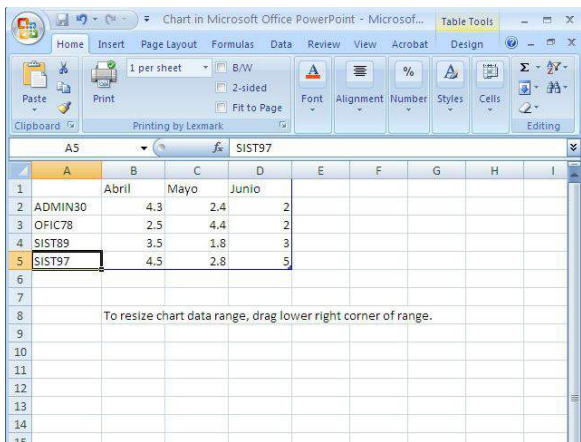 Chart in Microsoft Office PowerPoint - Microsof... Table Tools
Home Insert Page Layout Formulas Data Review View Acrobat Design
Paste
Clipboard
Print
1 per sheet
B/W
2-sided
Fit to Page
Printing by Lexmark
Font Alignment Number Styles Cells
Editing
A5 fx SIST97
A B C D E F G H I
1 Abril Mayo Junio
2 ADMIN30 4.3 2.4 2
3 OFIC78 2.5 4.4 2
4 SIST89 3.5 1.8 3
5 SIST97 4.5 2.8 5
6
7
8 To resize chart data range, drag lower right corner of range.
9
10
11
12
13
14
15